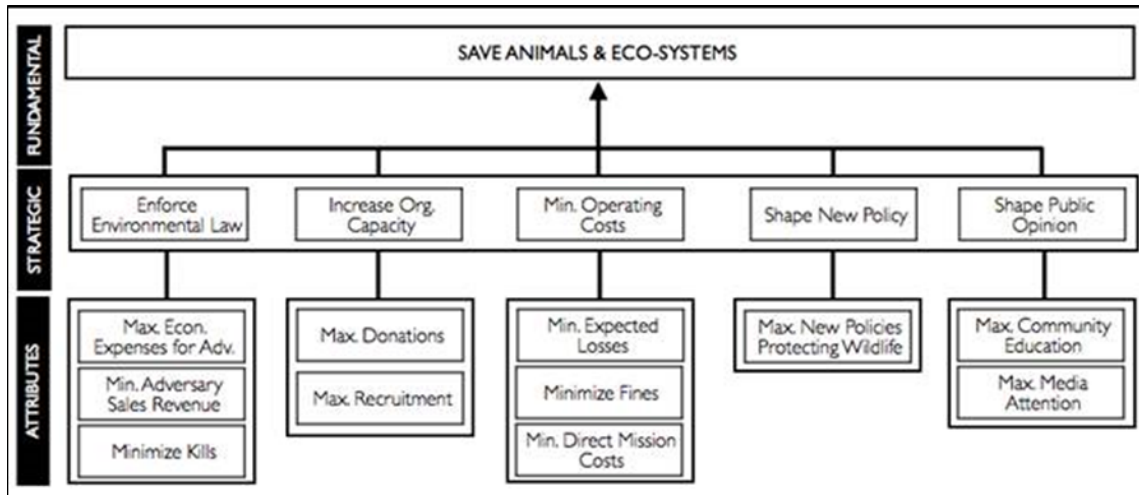 FUNDAMENTAL
SAVE ANIMALS & ECO-SYSTEMS
STRATEGIC
Enforce
Environmental Law
Increase Org.
Capacity
Min. Operating
Costs
Shape New Policy
Shape Public
Opinion
ATTRIBUTES
Max. Econ.
Expenses for Adv.
Min. Adversary
Sales Revenue
Minimize Kills
Max. Donations
Max. Recruitment
Min. Expected
Losses
Minimize Fines
Min. Direct Mission
Costs
Max. New Policies
Protecting Wildlife
Max. Community
Education
Max. Media
Attention